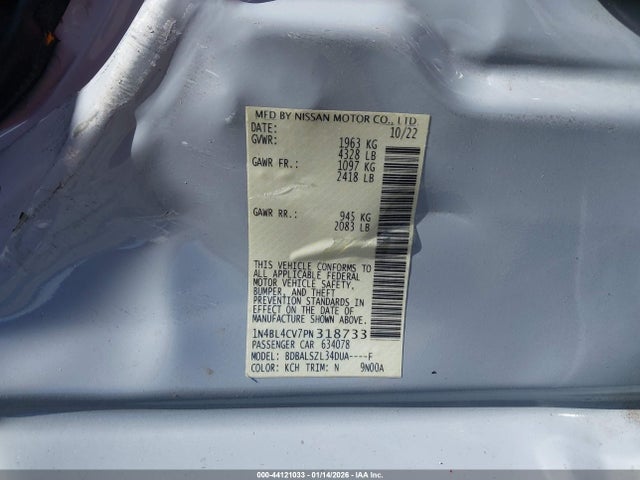 MFD BY NISSAN MOTOR CO., LTD
DATE: 10/22
GVWR: 1963 KG
4328 LB
GAWR FR.: 1097 KG
2418 LB
GAWR RR.: 945 KG
2083 LB
THIS VEHICLE CONFORMS TO
ALL APPLICABLE FEDERAL
MOTOR VEHICLE SAFETY,
BUMPER, AND THEFT
PREVENTION STANDARDS IN
EFFECT ON THE DATE OF
MANUFACTURE SHOWN ABOVE.
1N4BL4CV7PN318733
PASSENGER CAR 634078
MODEL: BDBALSZL34DUA----F
COLOR: KCH TRIM: N 9N00A
000-44121033 - 01/14/2026 - IAA Inc.